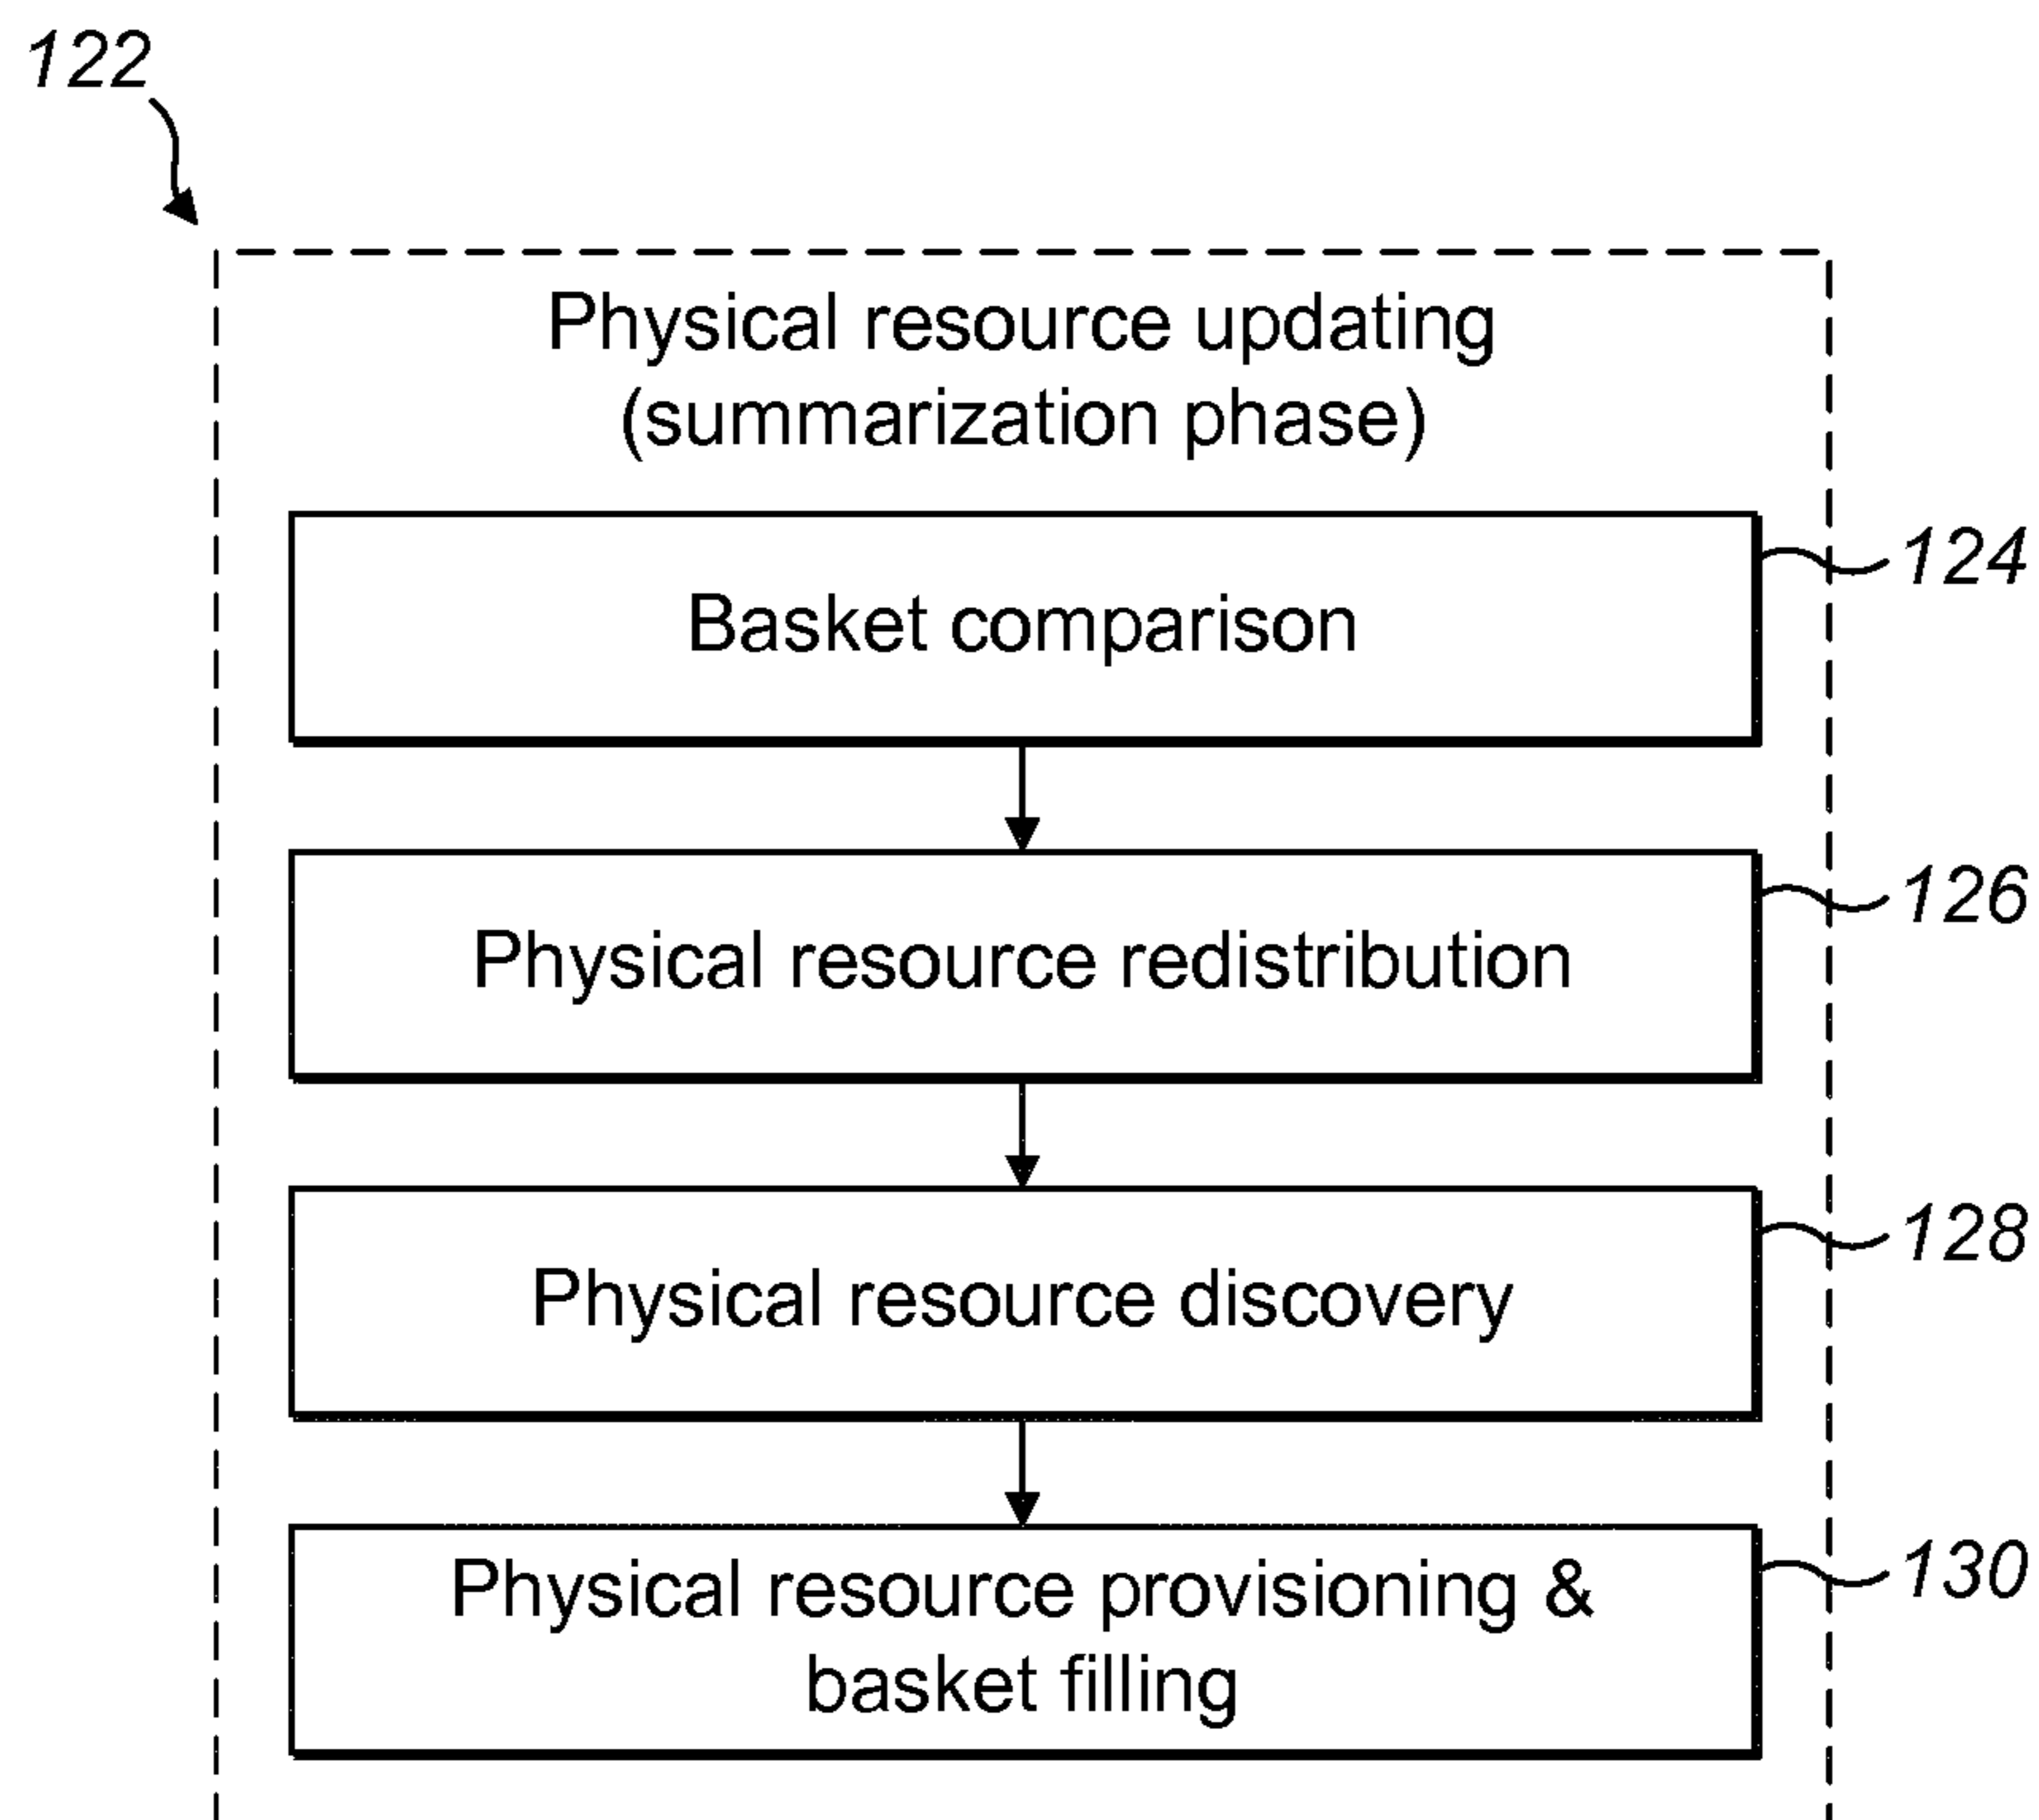 122
Physical resource updating
(summarization phase)
124
Basket comparison
126
Physical resource redistribution
128
Physical resource discovery
130
Physical resource provisioning &
basket filling